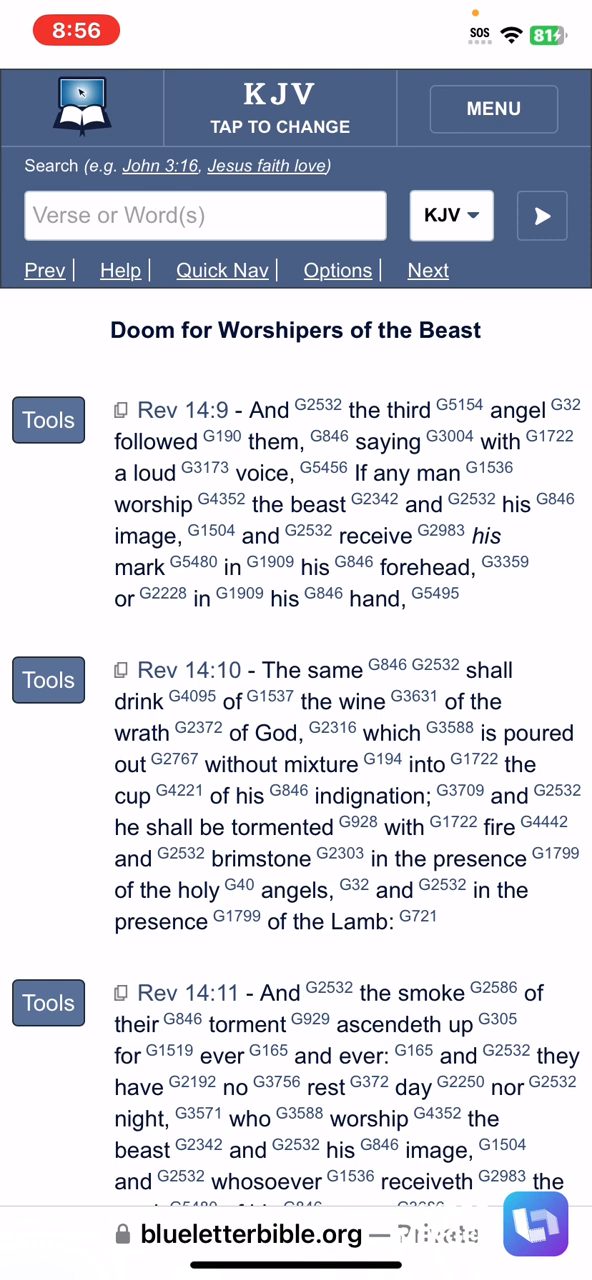 8:56
SOS
81
KJV
TAP TO CHANGE
MENU
Search (e.g. John 3:16, Jesus faith love)
Verse or Word(s)
KJV
Prev | Help | Quick Nav | Options | Next
Doom for Worshipers of the Beast
Tools
Rev 14:9 - And G2532 the third G5154 angel G32
followed G190 them, G846 saying G3004 with G1722
a loud G3173 voice, G5456 If any man G1536
worship G4352 the beast G2342 and G2532 his G846
image, G1504 and G2532 receive G2983 his
mark G5480 in G1909 his G846 forehead, G3359
or G2228 in G1909 his G846 hand, G5495
Tools
Rev 14:10 - The same G846 G2532 shall
drink G4095 of G1537 the wine G3631 of the
wrath G2372 of God, G2316 which G3588 is poured
out G2767 without mixture G194 into G1722 the
cup G4221 of his G846 indignation; G3709 and G2532
he shall be tormented G928 with G1722 fire G4442
and G2532 brimstone G2303 in the presence G1799
of the holy G40 angels, G32 and G2532 in the
presence G1799 of the Lamb: G721
Tools
Rev 14:11 - And G2532 the smoke G2586 of
their G846 torment G929 ascendeth up G305
for G1519 ever G165 and ever: G165 and G2532 they
have G2192 no G3756 rest G372 day G2250 nor G2532
night, G3571 who G3588 worship G4352 the
beast G2342 and G2532 his G846 image, G1504
and G2532 whosoever G1536 receiveth G2983 the
blueletterbible.org — Private